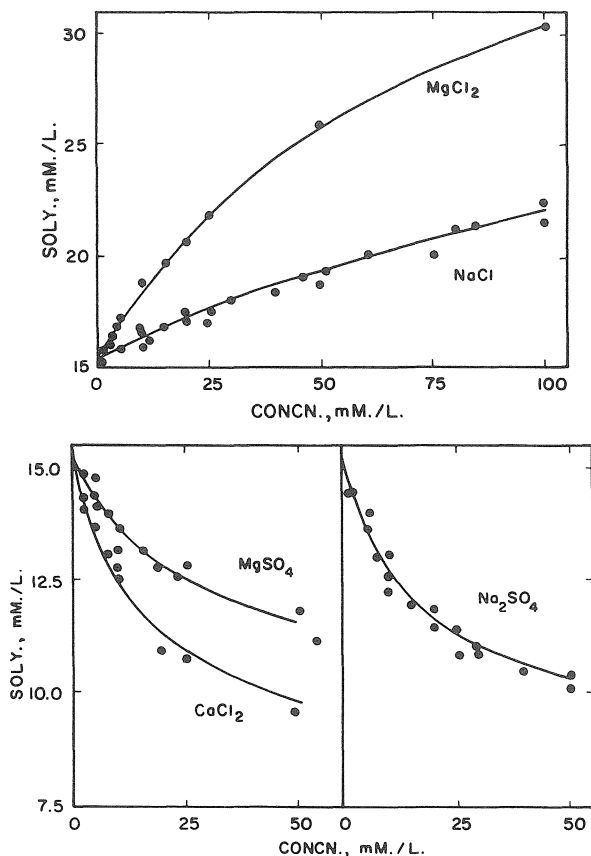 30
MgCl2
25
SOLY., mM./L.
20
NaCl
15
0 25 50 75 100
CONCN., mM./L.
15.0
MgSO4
12.5
Na2SO4
SOLY., mM./L.
10.0
CaCl2
7.5
0 25 50 0 25 50
CONCN., mM./L.